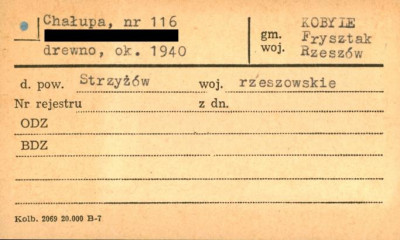 Chałupa, nr 116
KOBYLE
gm. Frysztak
drewno, ok. 1940
woj. Rzeszów
d. pow. Strzyżów woj. rzeszowskie
Nr rejestru z dn.
ODZ
BDZ
Kolb. 2069 20.000 B-7